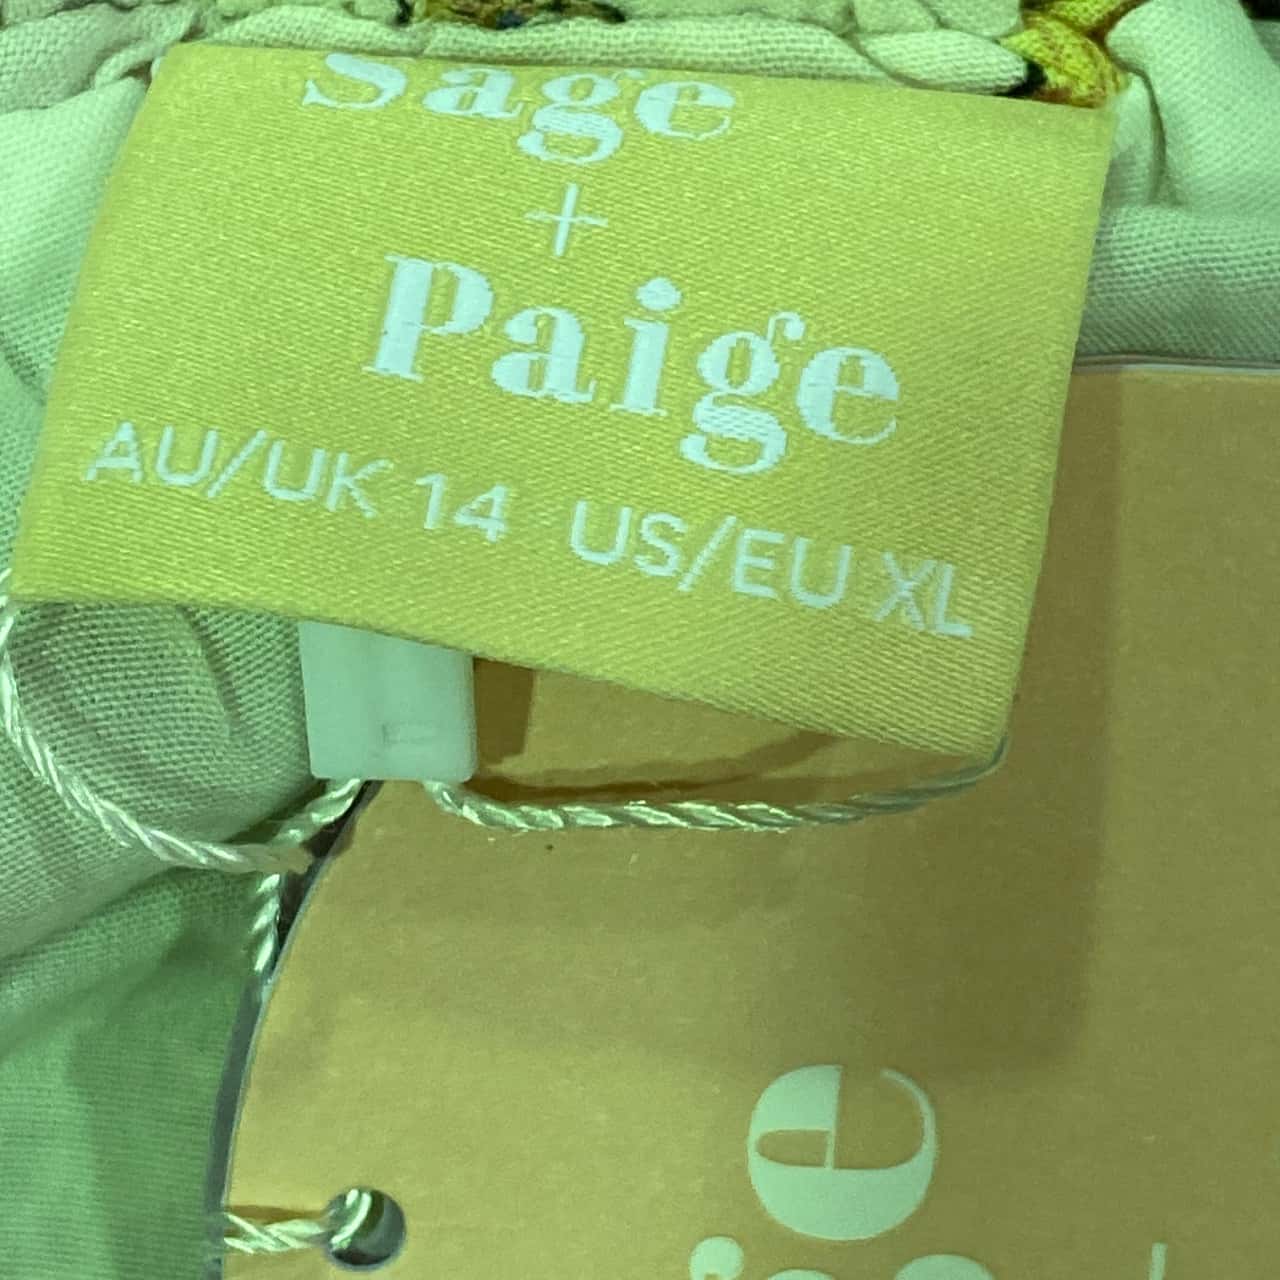 Sage
+
Paige
AU/UK 14 US/EU XL
e